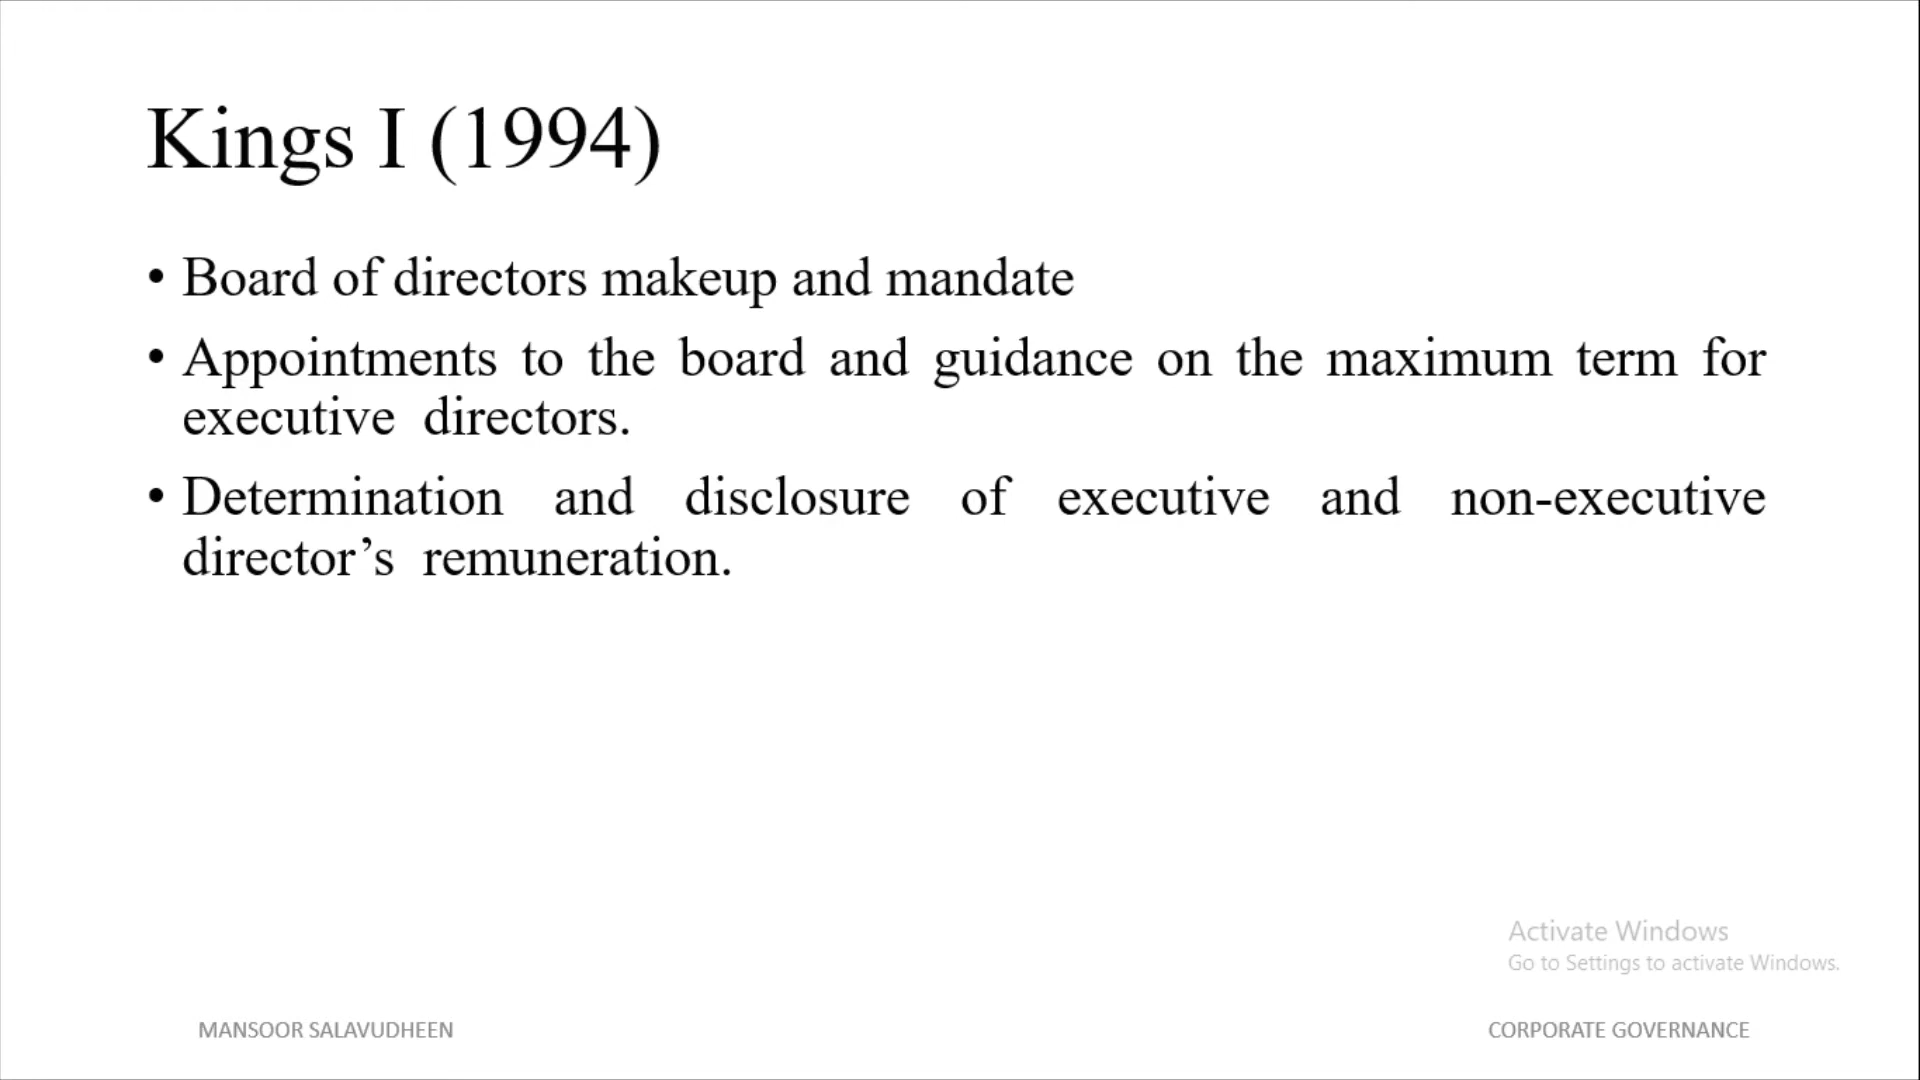 Kings I (1994)
• Board of directors makeup and mandate
• Appointments to the board and guidance on the maximum term for
executive directors.
• Determination and disclosure of executive and non-executive
director’s remuneration.
Activate Windows
Go to Settings to activate Windows.
MANSOOR SALAVUDHEEN
CORPORATE GOVERNANCE